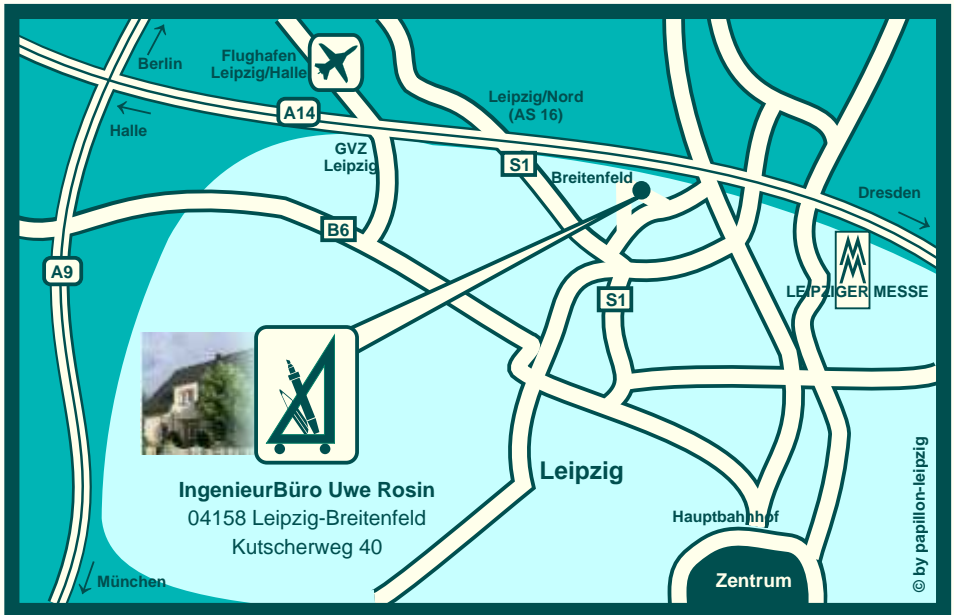 Berlin
Flughafen
Leipzig/Halle
Leipzig/Nord
(AS 16)
A14
Halle
GVZ
Leipzig
S1
Breitenfeld
Dresden
B6
A9
S1
LEIPZIGER MESSE
Leipzig
IngenieurBüro Uwe Rosin
04158 Leipzig-Breitenfeld
Kutscherweg 40
Hauptbahnhof
München
Zentrum
© by papillon-leipzig